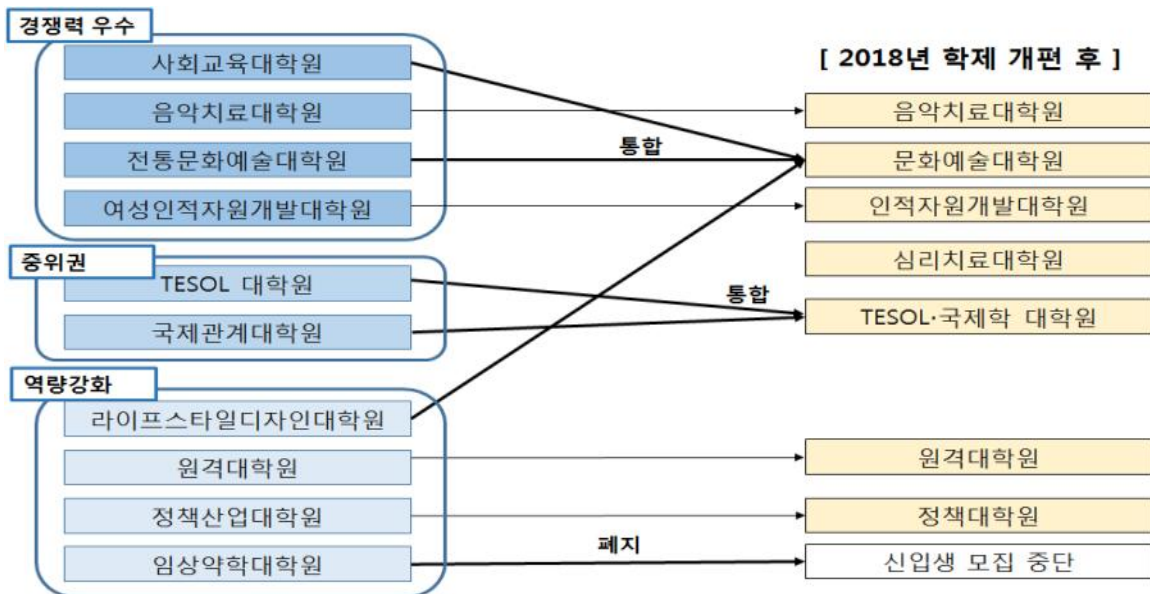 경쟁력 우수
사회교육대학원
음악치료대학원
전통문화예술대학원
여성인적자원개발대학원
중위권
TESOL 대학원
국제관계대학원
역량강화
라이프스타일디자인대학원
원격대학원
정책산업대학원
임상약학대학원
통합
통합
폐지
[ 2018년 학제 개편 후 ]
음악치료대학원
문화예술대학원
인적자원개발대학원
심리치료대학원
TESOL·국제학 대학원
원격대학원
정책대학원
신입생 모집 중단